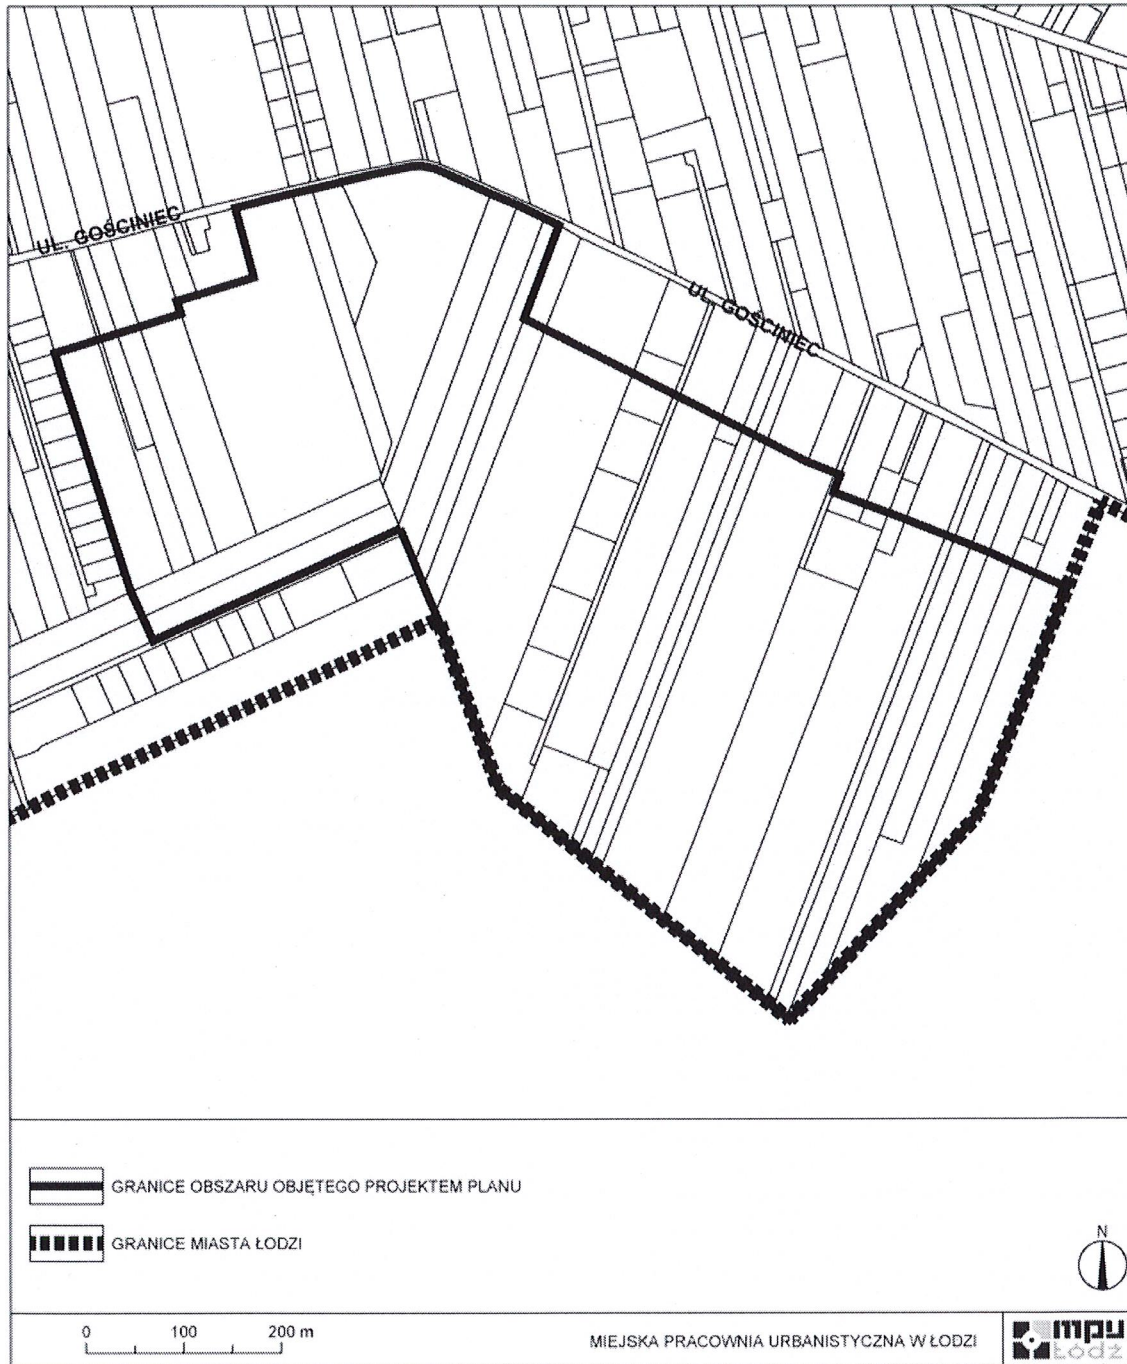 UL. GOŚCINIEC
UL. GOŚCINIEC
GRANICE OBSZARU OBJĘTEGO PROJEKTEM PLANU
GRANICE MIASTA ŁODZI
N
0 100 200 m
MIEJSKA PRACOWNIA URBANISTYCZNA W ŁODZI
mpu
Łódź